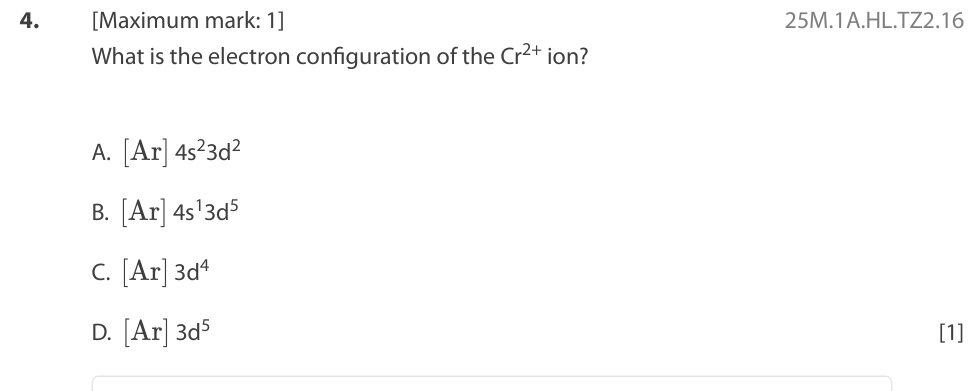 4. [Maximum mark: 1] 25M.1A.HL.TZ2.16
What is the electron configuration of the Cr²⁺ ion?
A. [Ar] 4s²3d²
B. [Ar] 4s¹3d⁵
C. [Ar] 3d⁴
D. [Ar] 3d⁵ [1]